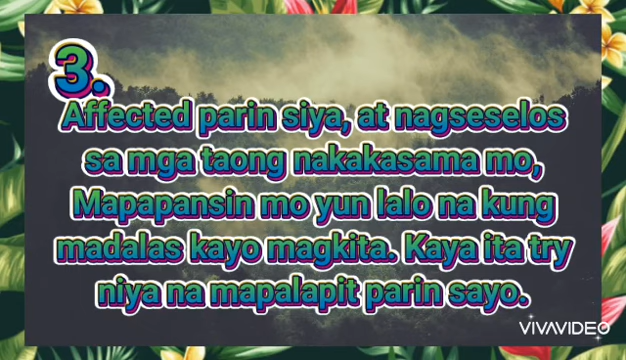 3.
Affected parin siya, at nagseselos
sa mga taong nakakasama mo,
Mapapansin mo yun lalo na kung
madalas kayo magkita. Kaya ita try
niya na mapalapit parin sayo.
VIVAVIDEO